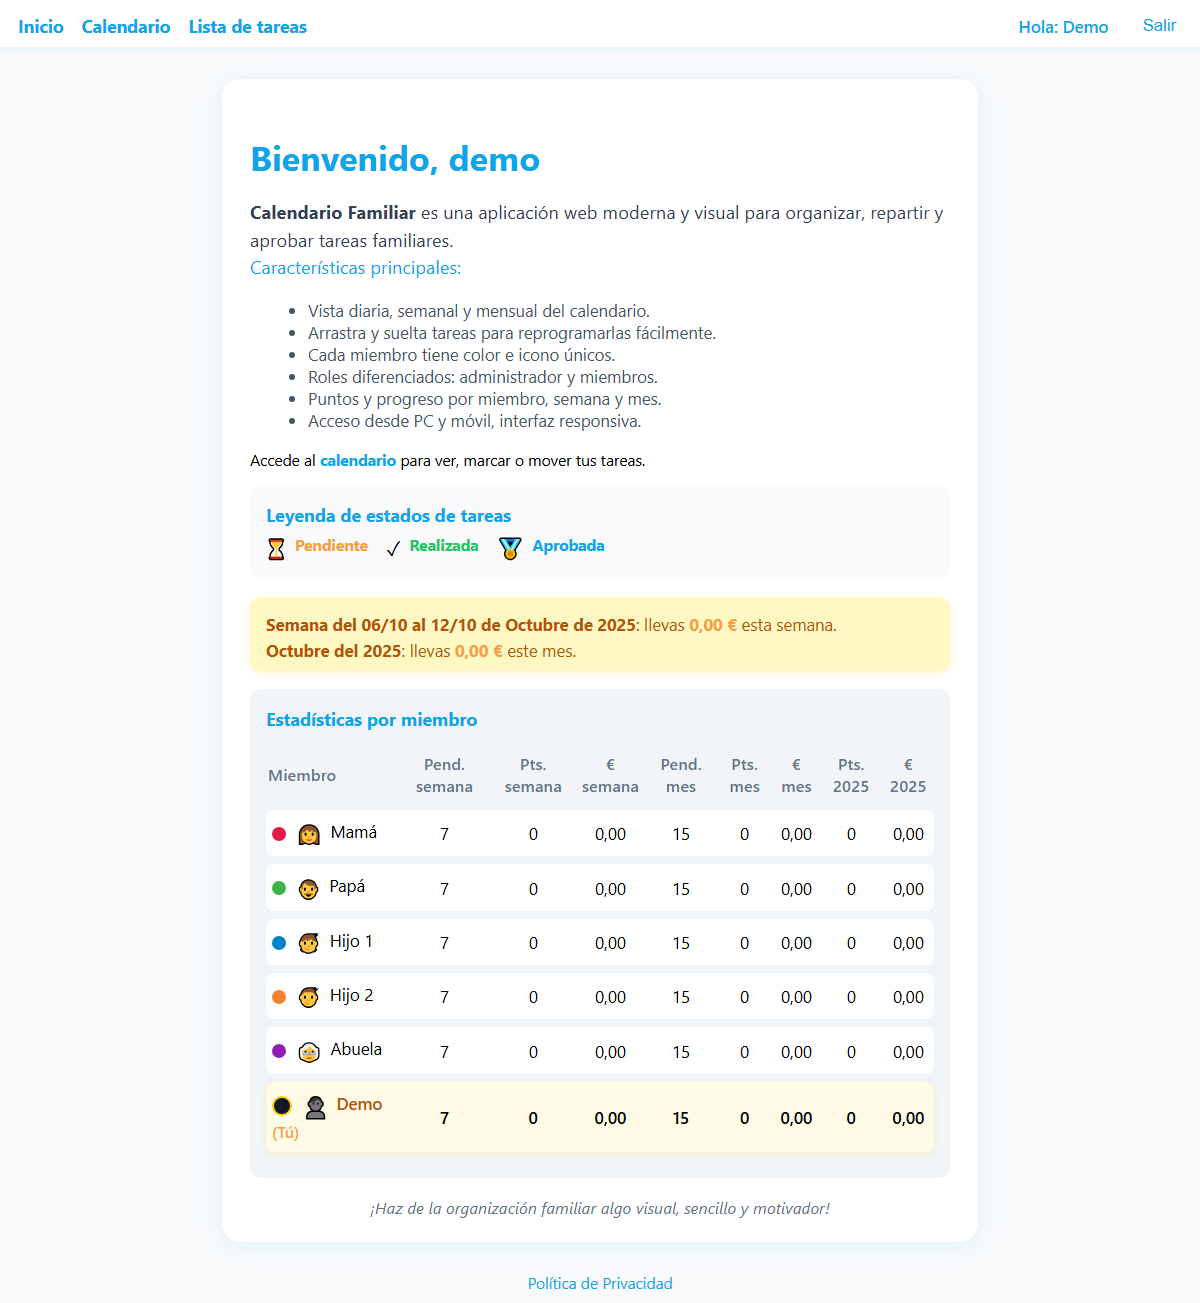 Inicio Calendario Lista de tareas Hola: Demo Salir
Bienvenido, demo
Calendario Familiar es una aplicación web moderna y visual para organizar, repartir y
aprobar tareas familiares.
Características principales:
Vista diaria, semanal y mensual del calendario.
Arrastra y suelta tareas para reprogramarlas fácilmente.
Cada miembro tiene color e icono únicos.
Roles diferenciados: administrador y miembros.
Puntos y progreso por miembro, semana y mes.
Acceso desde PC y móvil, interfaz responsiva.
Accede al calendario para ver, marcar o mover tus tareas.
Leyenda de estados de tareas
Pendiente Realizada Aprobada
Semana del 06/10 al 12/10 de Octubre de 2025: llevas 0,00 € esta semana.
Octubre del 2025: llevas 0,00 € este mes.
Estadísticas por miembro
Miembro Pend. semana Pts. semana € semana Pend. mes Pts. mes € mes Pts. 2025 € 2025
Mamá 7 0 0,00 15 0 0,00 0 0,00
Papá 7 0 0,00 15 0 0,00 0 0,00
Hijo 1 7 0 0,00 15 0 0,00 0 0,00
Hijo 2 7 0 0,00 15 0 0,00 0 0,00
Abuela 7 0 0,00 15 0 0,00 0 0,00
Demo (Tú) 7 0 0,00 15 0 0,00 0 0,00
¡Haz de la organización familiar algo visual, sencillo y motivador!
Política de Privacidad